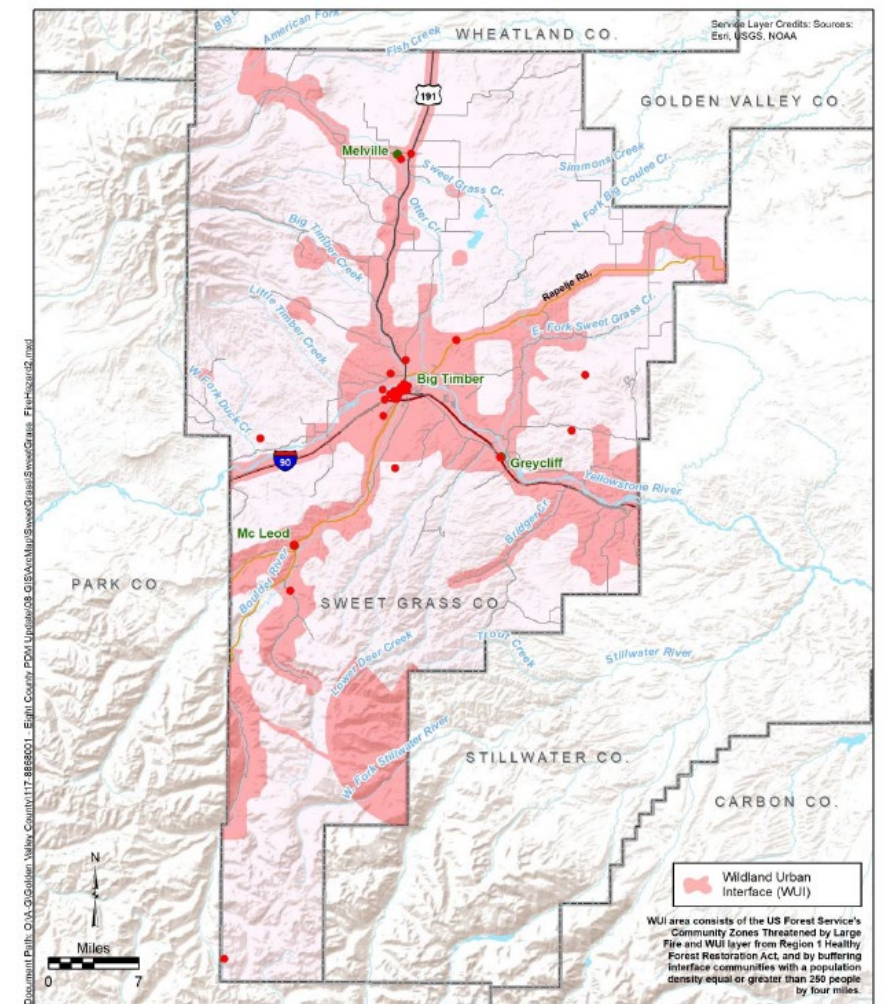 Service Layer Credits: Sources:
Esri, USGS, NOAA
American Fork
Fish Creek
WHEATLAND CO.
191
GOLDEN VALLEY CO.
Melville
Simmons Creek
Sweet Grass Cr.
N. Fork Big Coulee Cr.
Otter Cr.
Big Timber Creek
Rapelje Rd.
Little Timber Creek
E. Fork Sweet Grass Cr.
W. Fork Duck Cr.
Big Timber
90
Greycliff
Yellowstone River
Bridger Cr.
Mc Leod
Boulder River
PARK CO.
SWEET GRASS CO.
Lower Deer Creek
Trout Creek
Stillwater River
W. Fork Stillwater River
STILLWATER CO.
CARBON CO.
N
Miles
0 7
Wildland Urban
Interface (WUI)
WUI area consists of the US Forest Service's
Community Zones Threatened by Large
Fire and WUI layer from Region 1 Healthy
Forest Restoration Act, and by buffering
interface communities with a population
density equal or greater than 250 people
by four miles.